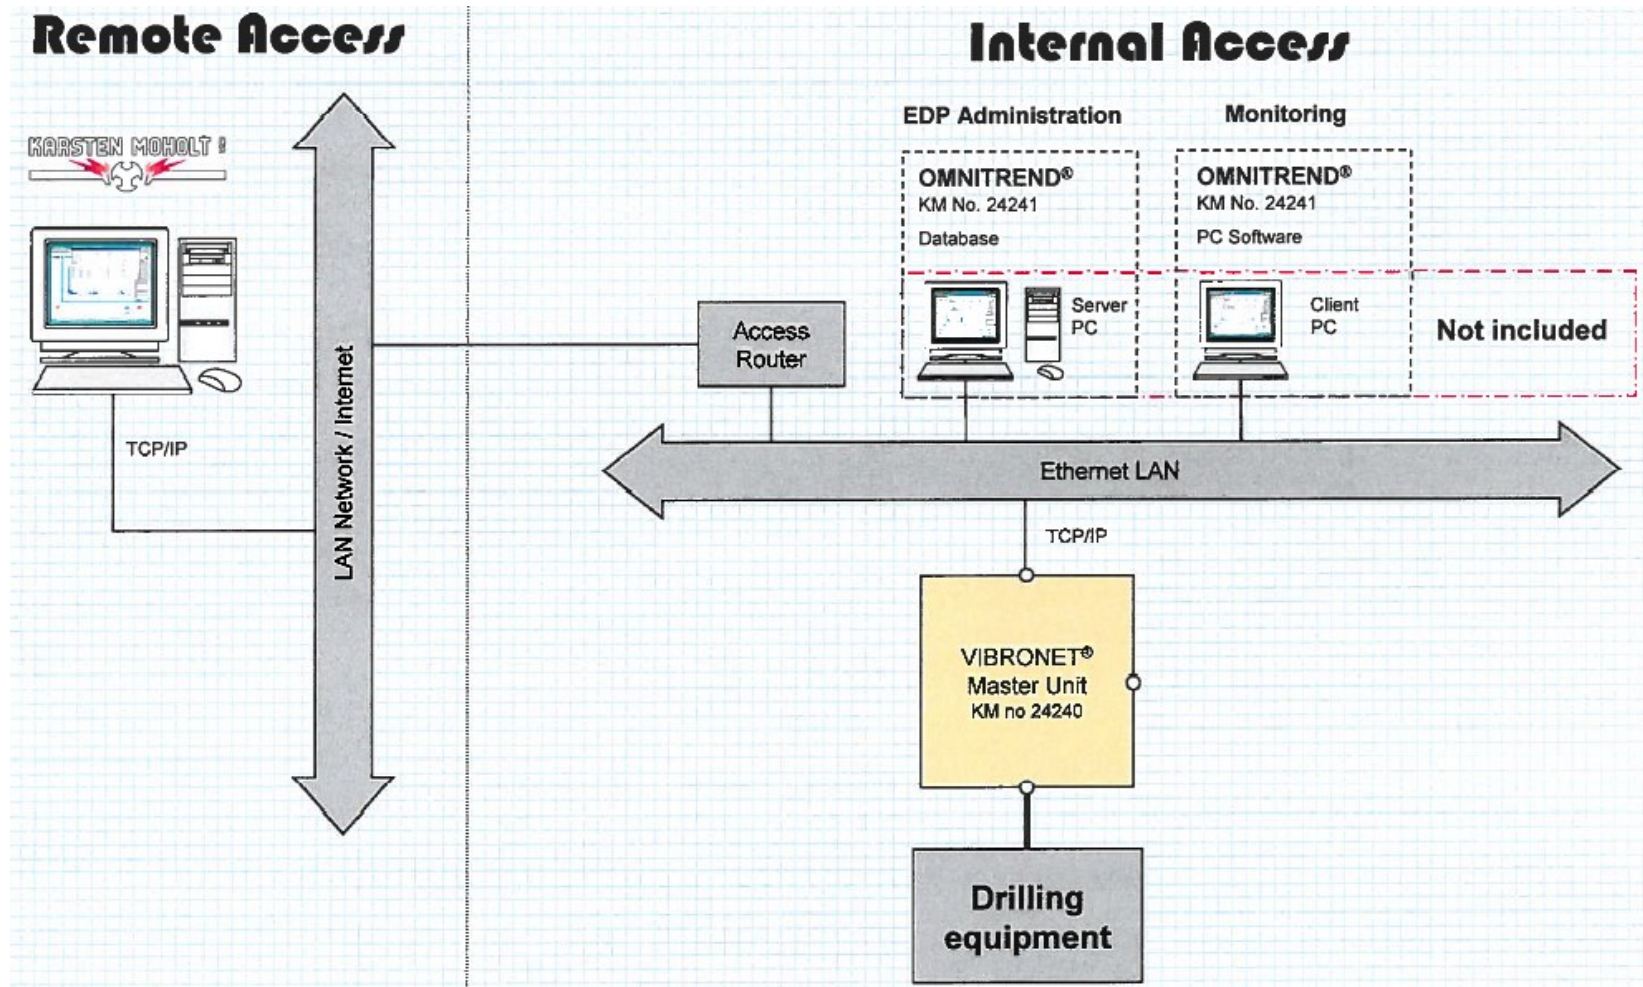 Remote Access
Internal Access
KARSTEN MOHOLT
TCP/IP
LAN Network / Internet
Access
Router
EDP Administration
OMNITREND®
KM No. 24241
Database
Server
PC
Monitoring
OMNITREND®
KM No. 24241
PC Software
Client
PC
Not included
Ethernet LAN
TCP/IP
VIBRONET®
Master Unit
KM no 24240
Drilling
equipment